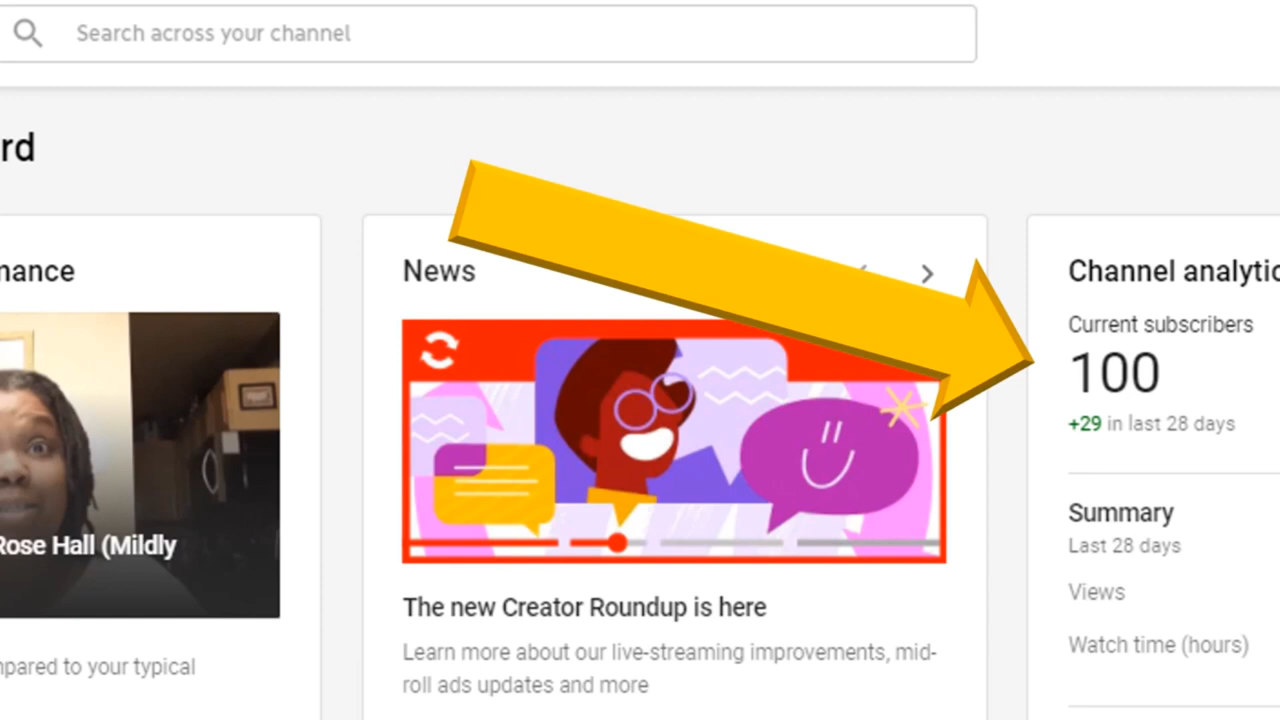 Search across your channel
rd
nance
Rose Hall (Mildly
npared to your typical
News
The new Creator Roundup is here
Learn more about our live-streaming improvements, mid-
roll ads updates and more
Channel analytic
Current subscribers
100
+29 in last 28 days
Summary
Last 28 days
Views
Watch time (hours)